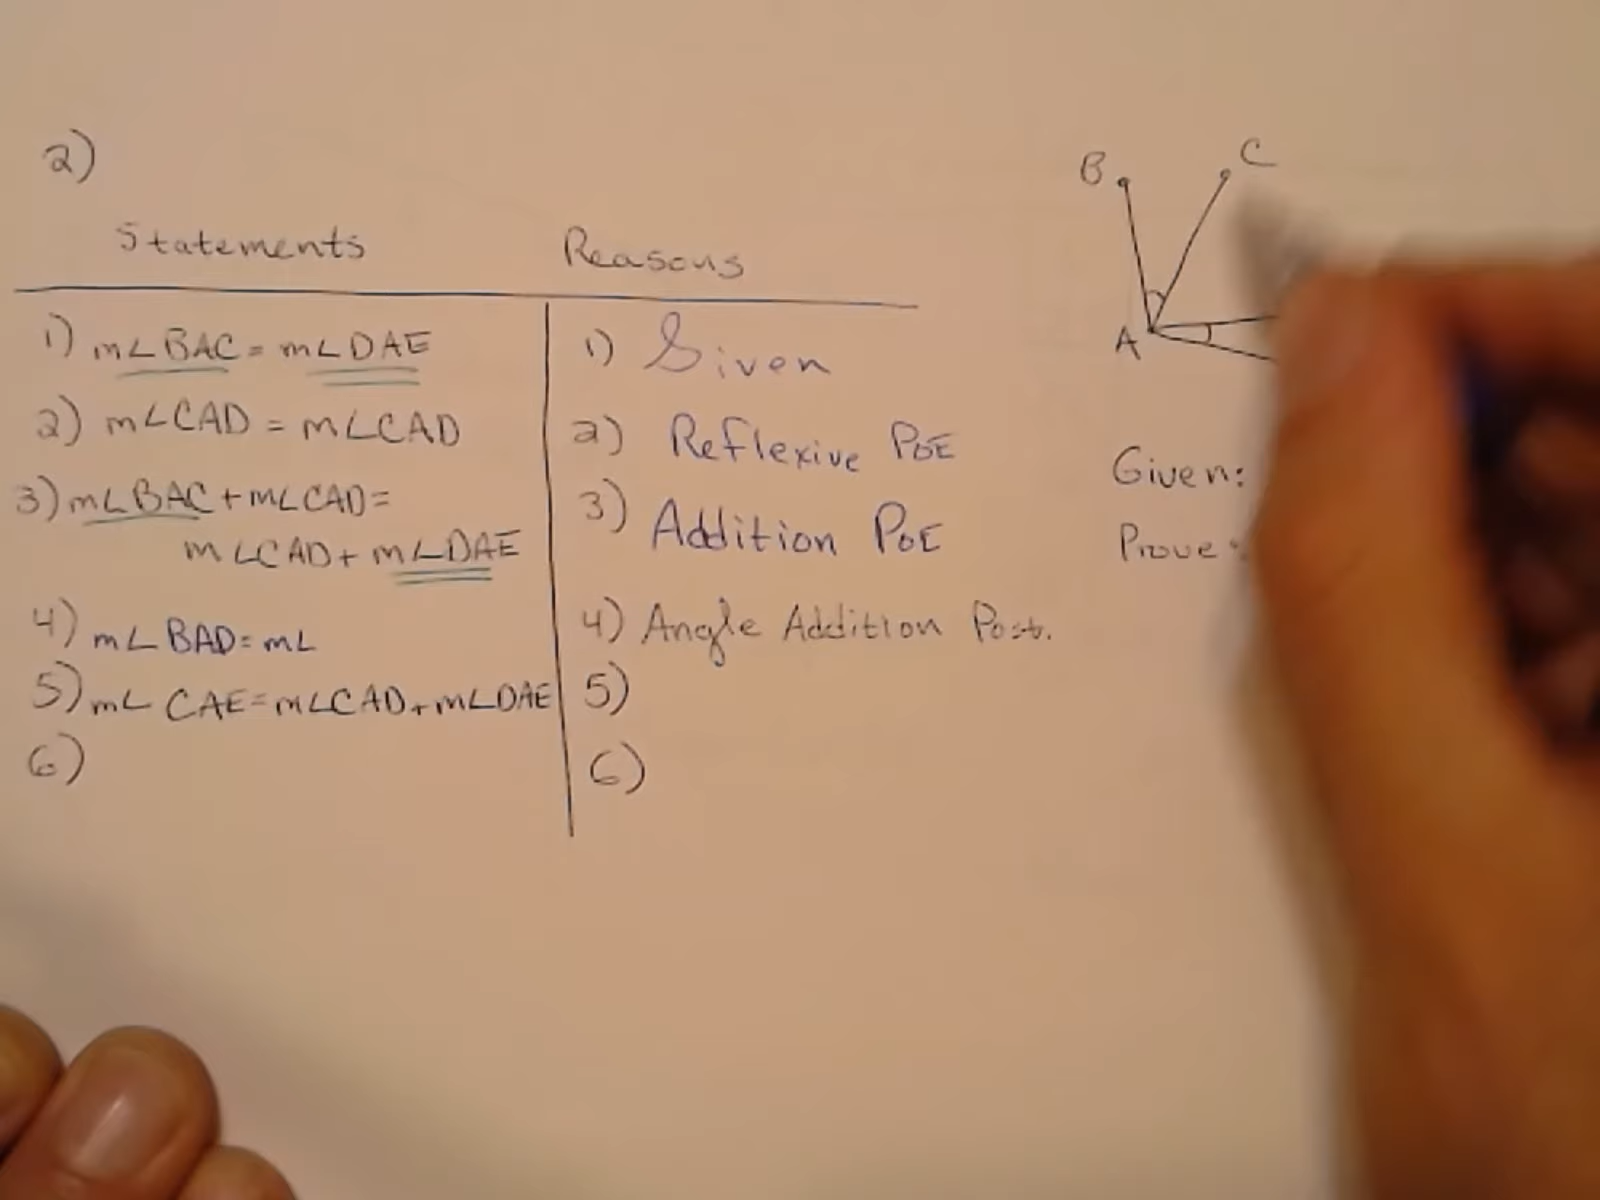 2)
Statements Reasons
1) m∠BAC = m∠DAE 1) Given
2) m∠CAD = m∠CAD 2) Reflexive PoE
3) m∠BAC + m∠CAD =
m∠CAD + m∠DAE 3) Addition PoE
4) m∠BAD = m∠ 4) Angle Addition Post.
5) m∠CAE = m∠CAD + m∠DAE 5)
6) 6)
B C
A
Given:
Prove: